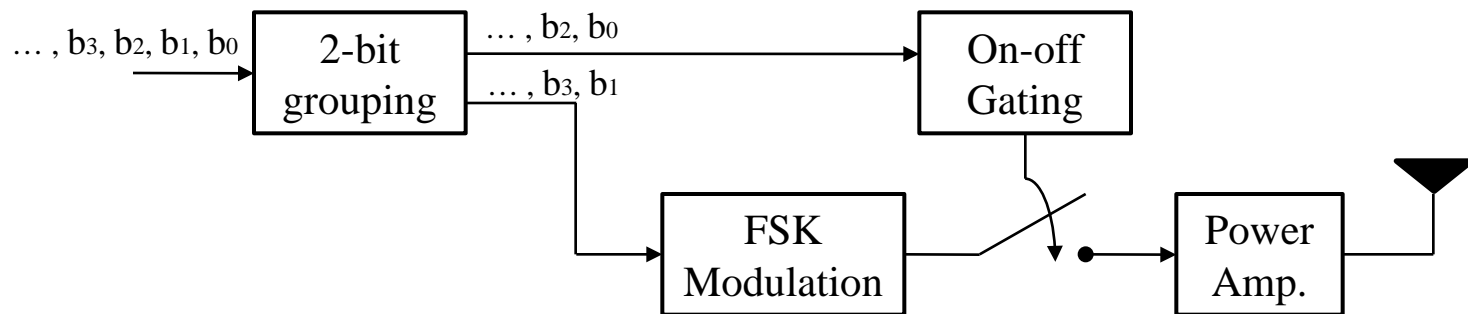 … , b3, b2, b1, b0
2-bit
grouping
… , b2, b0
… , b3, b1
On-off
Gating
FSK
Modulation
Power
Amp.